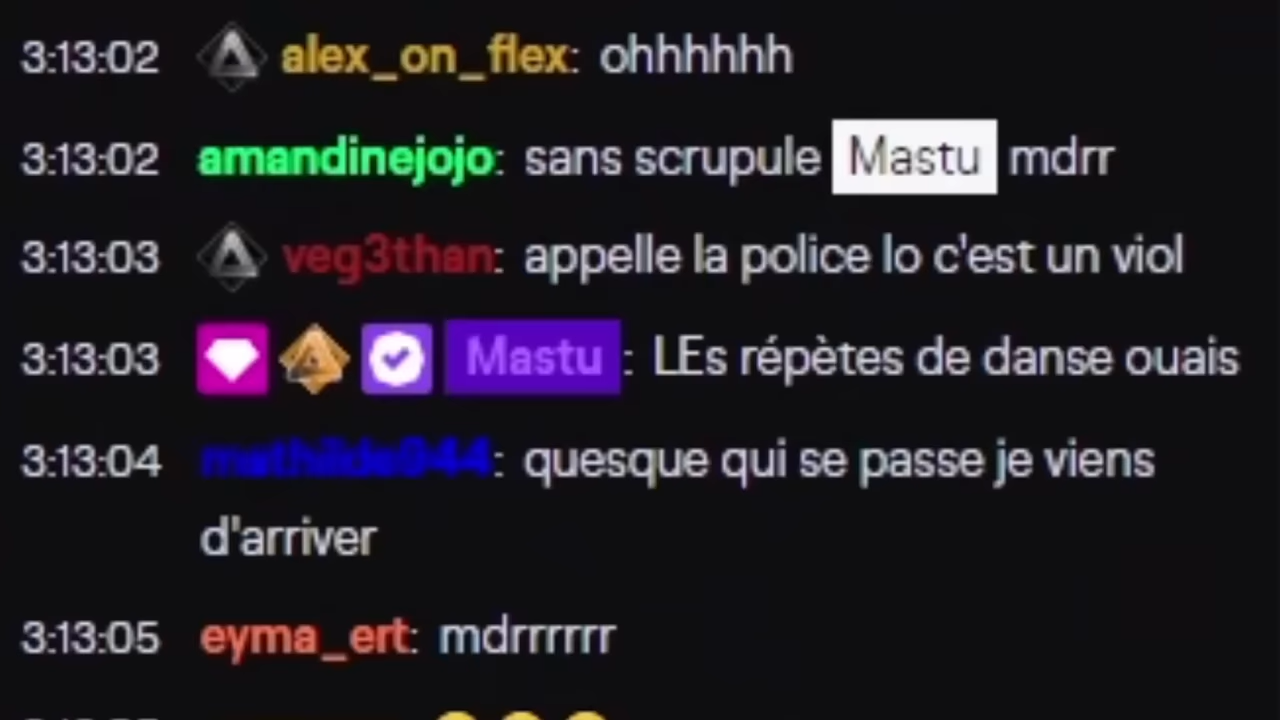 3:13:02 alex_on_flex: ohhhhhh
3:13:02 amandinejojo: sans scrupule Mastu mdrr
3:13:03 veg3than: appelle la police lo c'est un viol
3:13:03 Mastu : LEs répètes de danse ouais
3:13:04 mathilde944: quesque qui se passe je viens
d'arriver
3:13:05 eyma_ert: mdrrrrrr